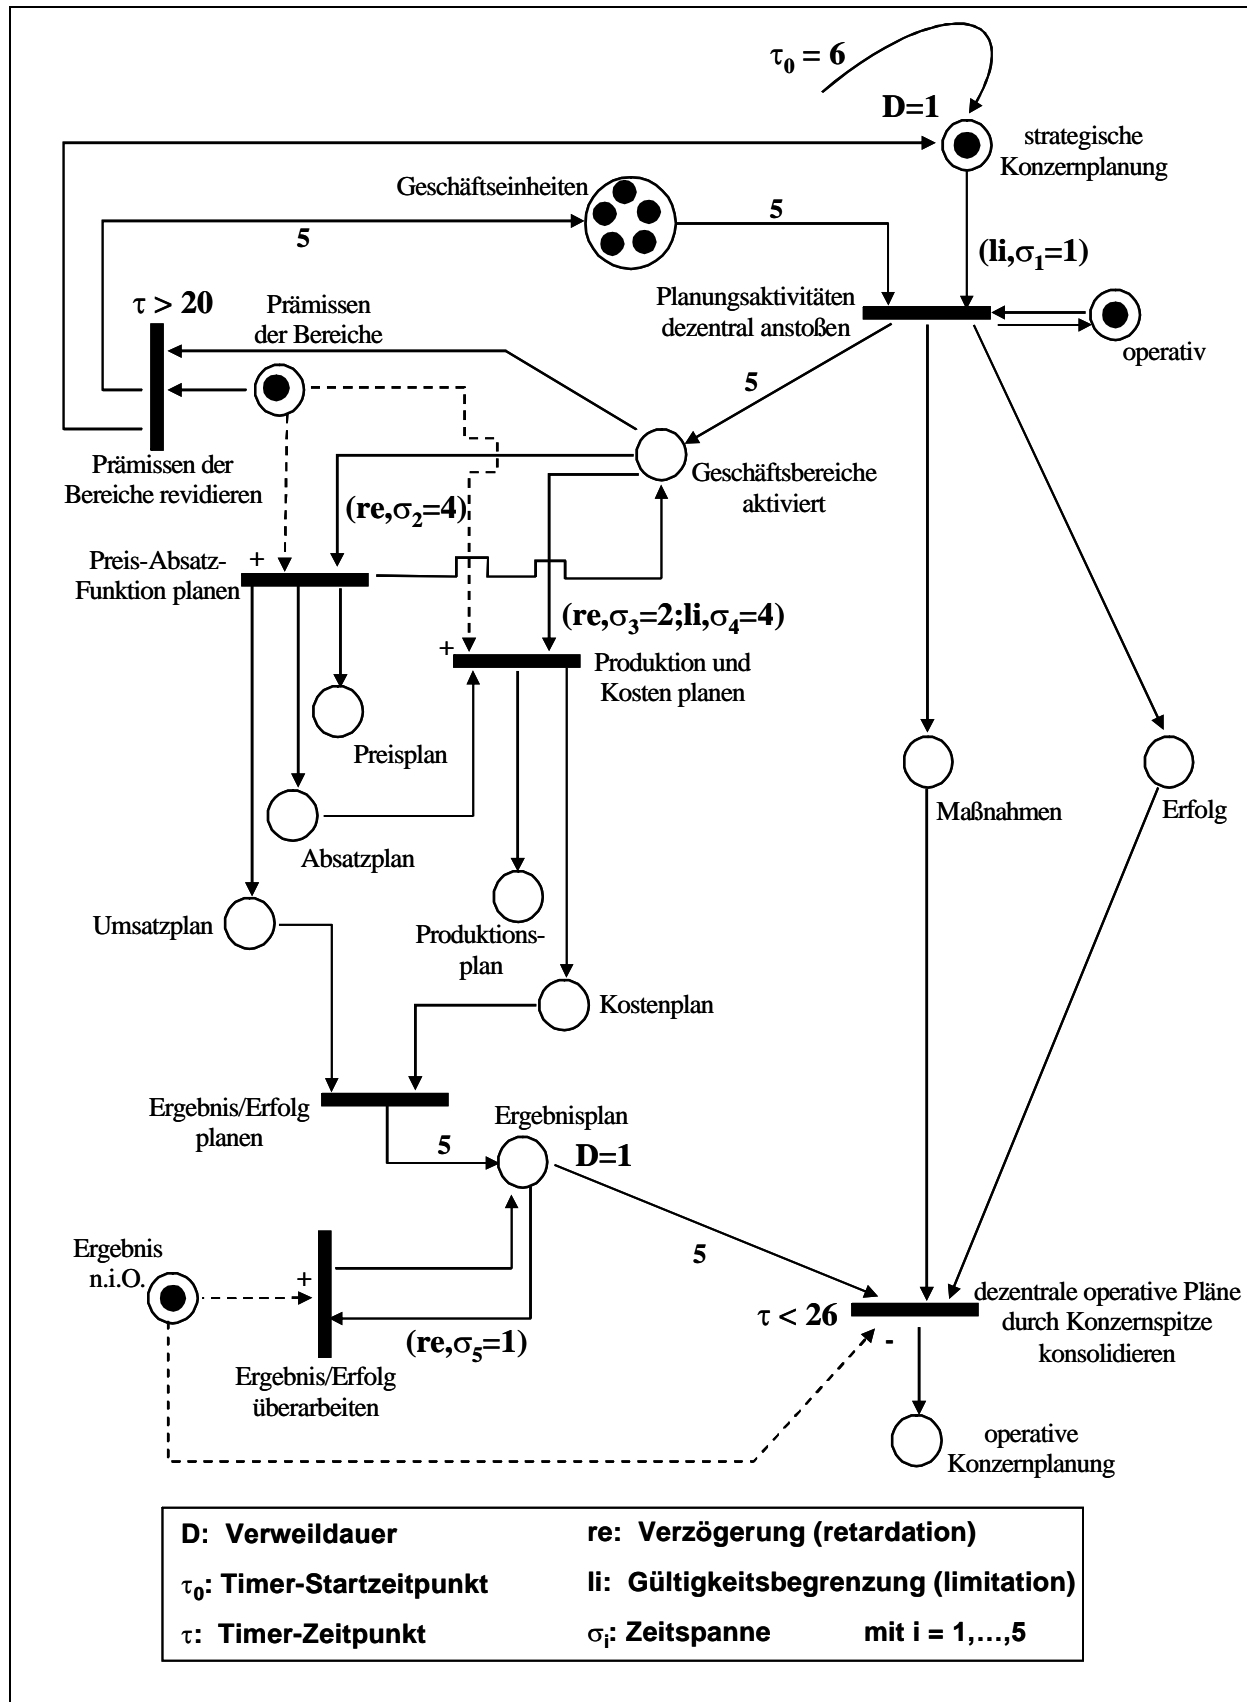 τ0 = 6
D=1
strategische
Konzernplanung
Geschäftseinheiten
5
5
(li,σ1=1)
τ > 20
Prämissen
der Bereiche
Planungsaktivitäten
dezentral anstoßen
operativ
5
Prämissen der
Bereiche revidieren
Geschäftsbereiche
aktiviert
(re,σ2=4)
+
Preis-Absatz-
Funktion planen
(re,σ3=2;li,σ4=4)
+
Produktion und
Kosten planen
Preisplan
Maßnahmen
Erfolg
Absatzplan
Umsatzplan
Produktions-
plan
Kostenplan
Ergebnis/Erfolg
planen
Ergebnisplan
5
D=1
Ergebnis
n.i.O.
+
5
(re,σ5=1)
τ < 26
-
dezentrale operative Pläne
durch Konzernspitze
konsolidieren
Ergebnis/Erfolg
überarbeiten
operative
Konzernplanung
D: Verweildauer
re: Verzögerung (retardation)
τ0: Timer-Startzeitpunkt
li: Gültigkeitsbegrenzung (limitation)
τ: Timer-Zeitpunkt
σi: Zeitspanne mit i = 1,…,5